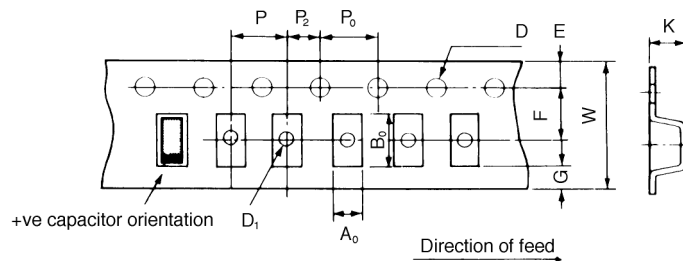 P P₂ P₀ D E K
F W
B₀
G
+ve capacitor orientation D₁
A₀
Direction of feed